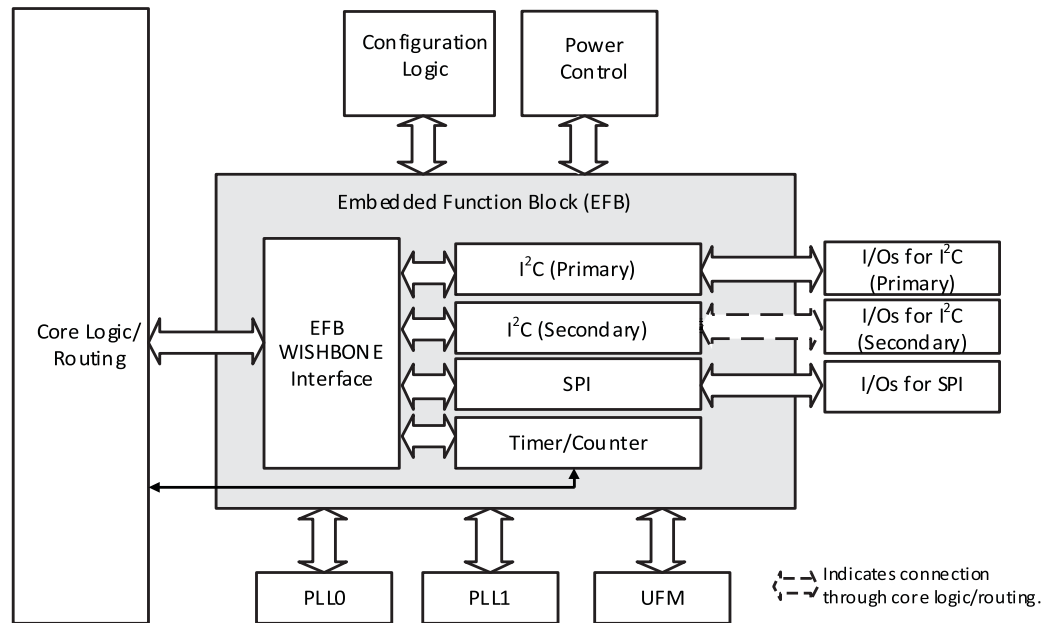 Configuration
Logic
Power
Control
Embedded Function Block (EFB)
Core Logic/
Routing
EFB
WISHBONE
Interface
I²C (Primary)
I²C (Secondary)
SPI
Timer/Counter
I/Os for I²C
(Primary)
I/Os for I²C
(Secondary)
I/Os for SPI
PLL0
PLL1
UFM
Indicates connection
through core logic/routing.